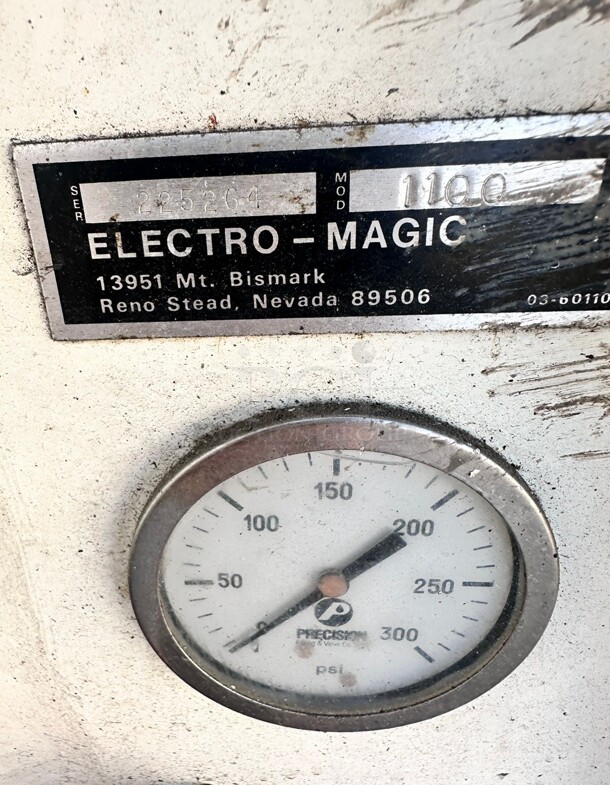 SER 225264 MOD 1100
ELECTRO - MAGIC
13951 Mt. Bismark
Reno Stead, Nevada 89506
03-60110
150
100 200
50 250
0 300
PRECISION
psi